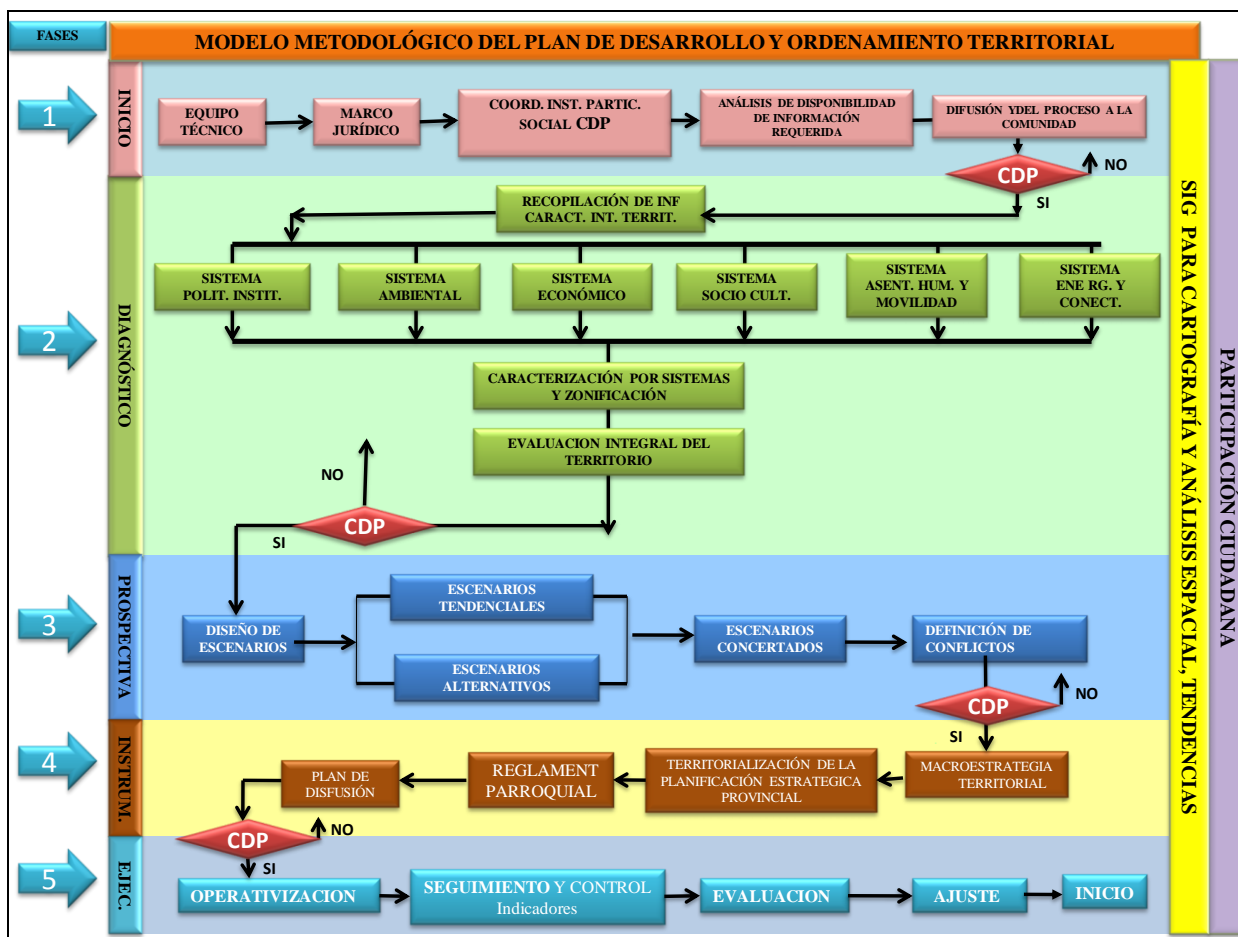 FASES
MODELO METODOLÓGICO DEL PLAN DE DESARROLLO Y ORDENAMIENTO TERRITORIAL
1
INICIO
EQUIPO
TÉCNICO
MARCO
JURÍDICO
COORD. INST. PARTIC.
SOCIAL CDP
ANÁLISIS DE DISPONIBILIDAD
DE INFORMACIÓN
REQUERIDA
DIFUSIÓN YDEL PROCESO A LA
COMUNIDAD
CDP
NO
SI
2
DIAGNÓSTICO
RECOPILACIÓN DE INF
CARACT. INT. TERRIT.
SISTEMA
POLIT. INSTIT.
SISTEMA
AMBIENTAL
SISTEMA
ECONÓMICO
SISTEMA
SOCIO CULT.
SISTEMA
ASENT. HUM. Y
MOVILIDAD
SISTEMA
ENE RG. Y
CONECT.
CARACTERIZACIÓN POR SISTEMAS
Y ZONIFICACIÓN
EVALUACION INTEGRAL DEL
TERRITORIO
NO
CDP
SI
3
PROSPECTIVA
DISEÑO DE
ESCENARIOS
ESCENARIOS
TENDENCIALES
ESCENARIOS
ALTERNATIVOS
ESCENARIOS
CONCERTADOS
DEFINICIÓN DE
CONFLICTOS
CDP
NO
SI
4
INSTRUM.
MACROESTRATEGIA
TERRITORIAL
TERRITORIALIZACIÓN DE LA
PLANIFICACIÓN ESTRATEGICA
PROVINCIAL
REGLAMENT
PARROQUIAL
PLAN DE
DISFUSIÓN
CDP
NO
SI
5
EJEC.
OPERATIVIZACION
SEGUIMIENTO Y CONTROL
Indicadores
EVALUACION
AJUSTE
INICIO
SIG PARA CARTOGRAFÍA Y ANÁLISIS ESPACIAL, TENDENCIAS
PARTICIPACIÓN CIUDADANA